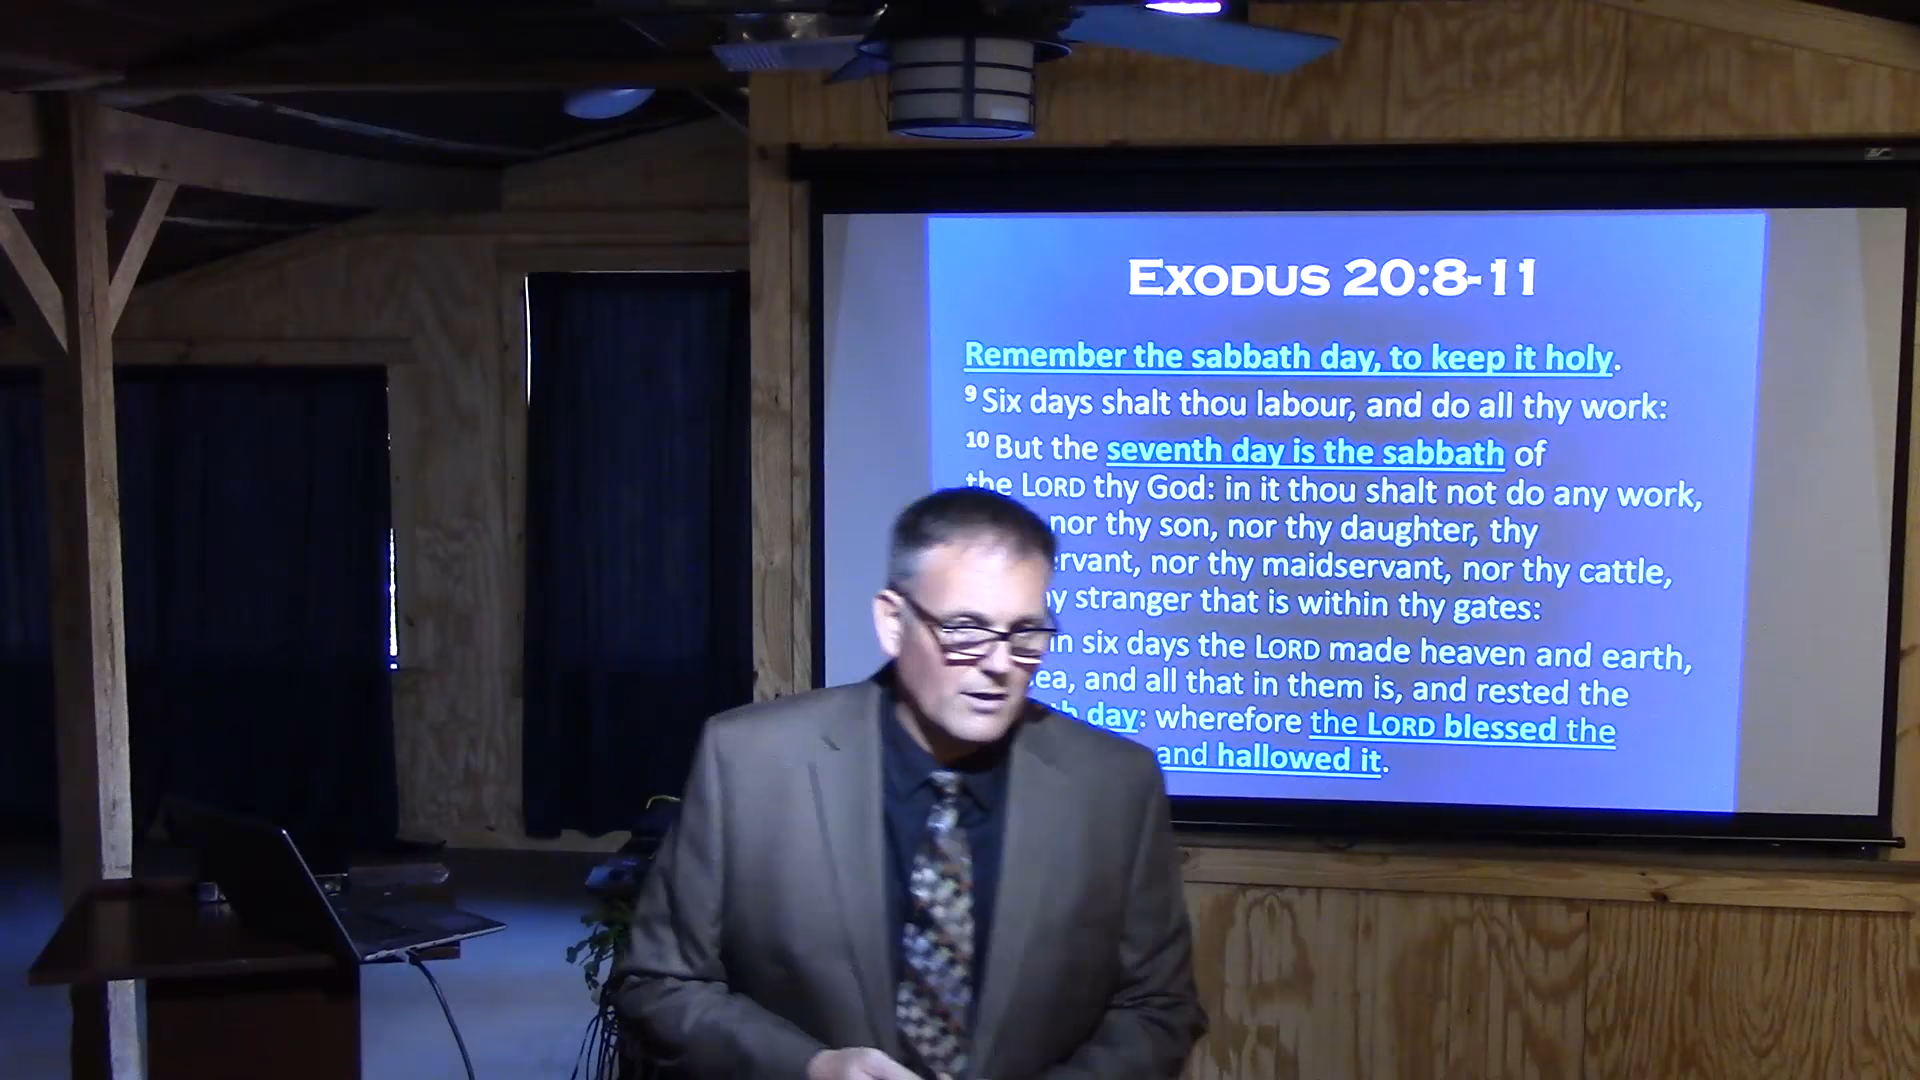 EXODUS 20:8-11
Remember the sabbath day, to keep it holy.
9 Six days shalt thou labour, and do all thy work:
10 But the seventh day is the sabbath of
the LORD thy God: in it thou shalt not do any work,
nor thy son, nor thy daughter, thy
nor thy maidservant, nor thy cattle,
stranger that is within thy gates:
in six days the LORD made heaven and earth,
and all that in them is, and rested the
day: wherefore the LORD blessed the
and hallowed it.